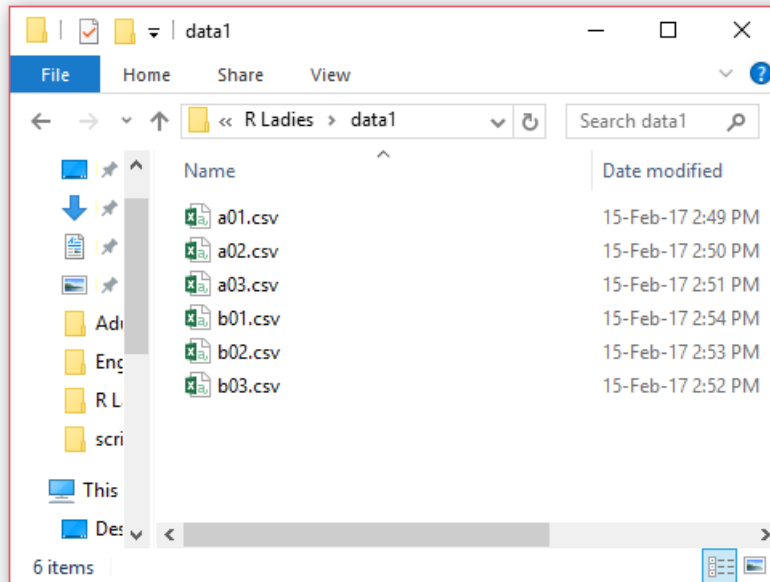 data1
File Home Share View ?
« R Ladies > data1 Search data1
Name Date modified
a01.csv 15-Feb-17 2:49 PM
a02.csv 15-Feb-17 2:50 PM
a03.csv 15-Feb-17 2:51 PM
b01.csv 15-Feb-17 2:54 PM
b02.csv 15-Feb-17 2:53 PM
b03.csv 15-Feb-17 2:52 PM
Eng
R L
scri
This
Des
6 items